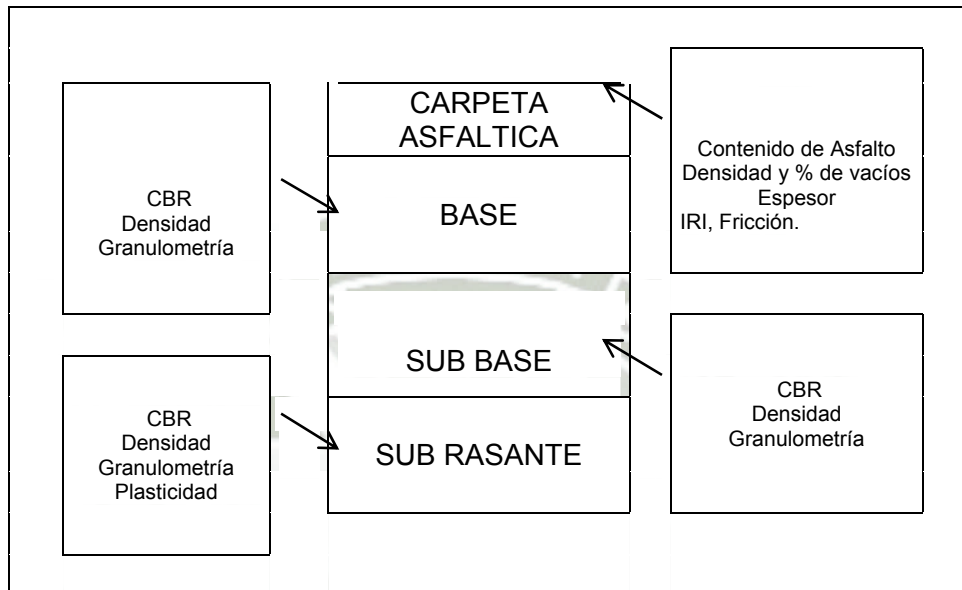 CARPETA
ASFALTICA
Contenido de Asfalto
Densidad y % de vacíos
Espesor
IRI, Fricción.
CBR
Densidad
Granulometría
BASE
SUB BASE
CBR
Densidad
Granulometría
CBR
Densidad
Granulometría
Plasticidad
SUB RASANTE